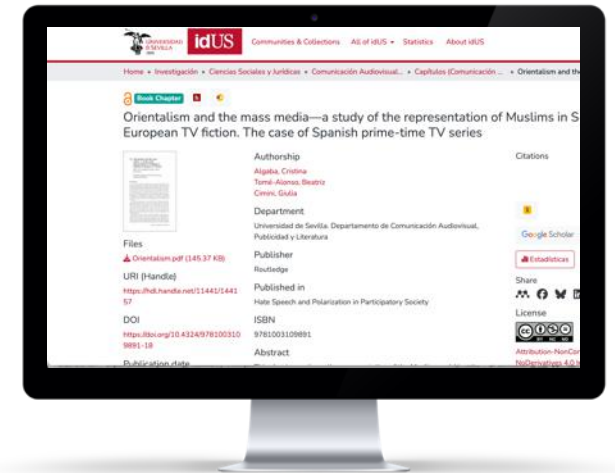 UNIVERSIDAD
D SEVILLA
idUS
Communities & Collections All of idUS Statistics About idUS
Home • Investigación • Ciencias Sociales y Jurídicas • Comunicación Audiovisual... • Capítulos (Comunicación ... • Orientalism and the
Book Chapter
Orientalism and the mass media—a study of the representation of Muslims in S
European TV fiction. The case of Spanish prime-time TV series
Authorship
Algaba, Cristina
Tomé-Alonso, Beatriz
Cimini, Giulia
Department
Universidad de Sevilla. Departamento de Comunicación Audiovisual,
Publicidad y Literatura
Publisher
Routledge
Published in
Hate Speech and Polarization in Participatory Society
ISBN
9781003109891
Abstract
Files
Orientalism.pdf (145.37 KB)
URI (Handle)
https://hdl.handle.net/11441/1441
57
DOI
https://doi.org/10.4324/978100310
9891-18
Publication date
Citations
Google Scholar
Estadísticas
Share
License
cc
BY NC ND
Attribution-NonCor
NoDerivatives 4.0